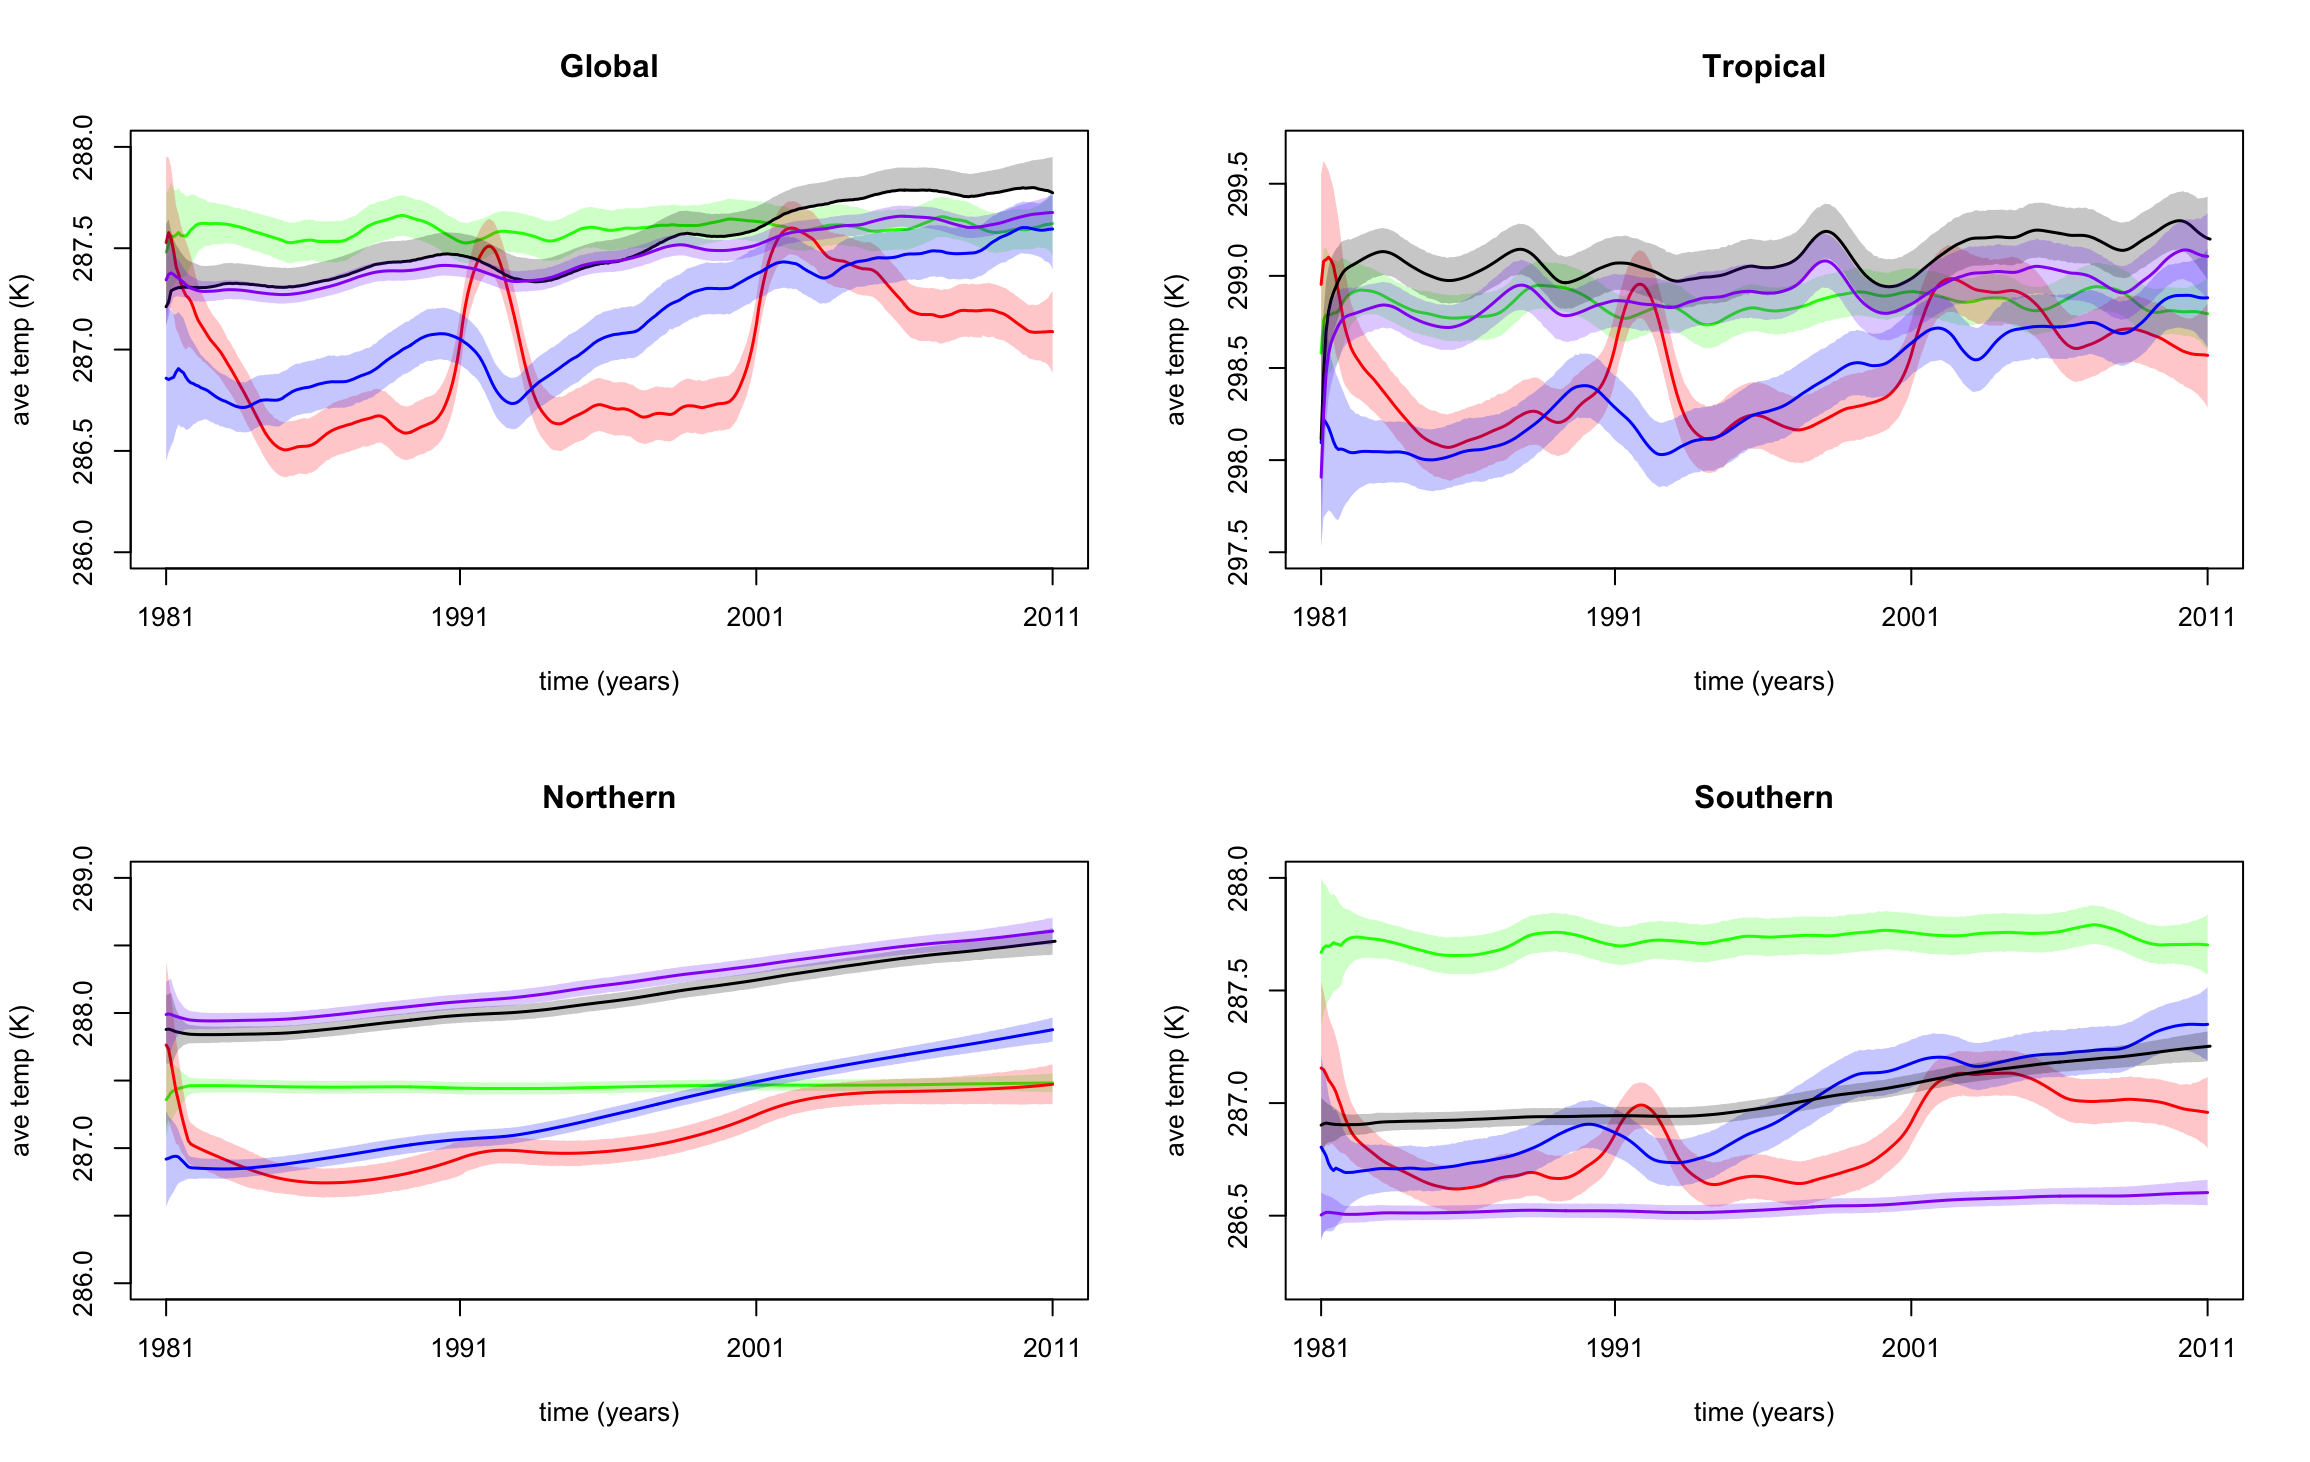 Global
ave temp (K)
288.0
287.5
287.0
286.5
286.0
1981 1991 2001 2011
time (years)
Tropical
ave temp (K)
299.5
299.0
298.5
298.0
297.5
1981 1991 2001 2011
time (years)
Northern
ave temp (K)
289.0
288.0
287.0
286.0
1981 1991 2001 2011
time (years)
Southern
ave temp (K)
288.0
287.5
287.0
286.5
1981 1991 2001 2011
time (years)